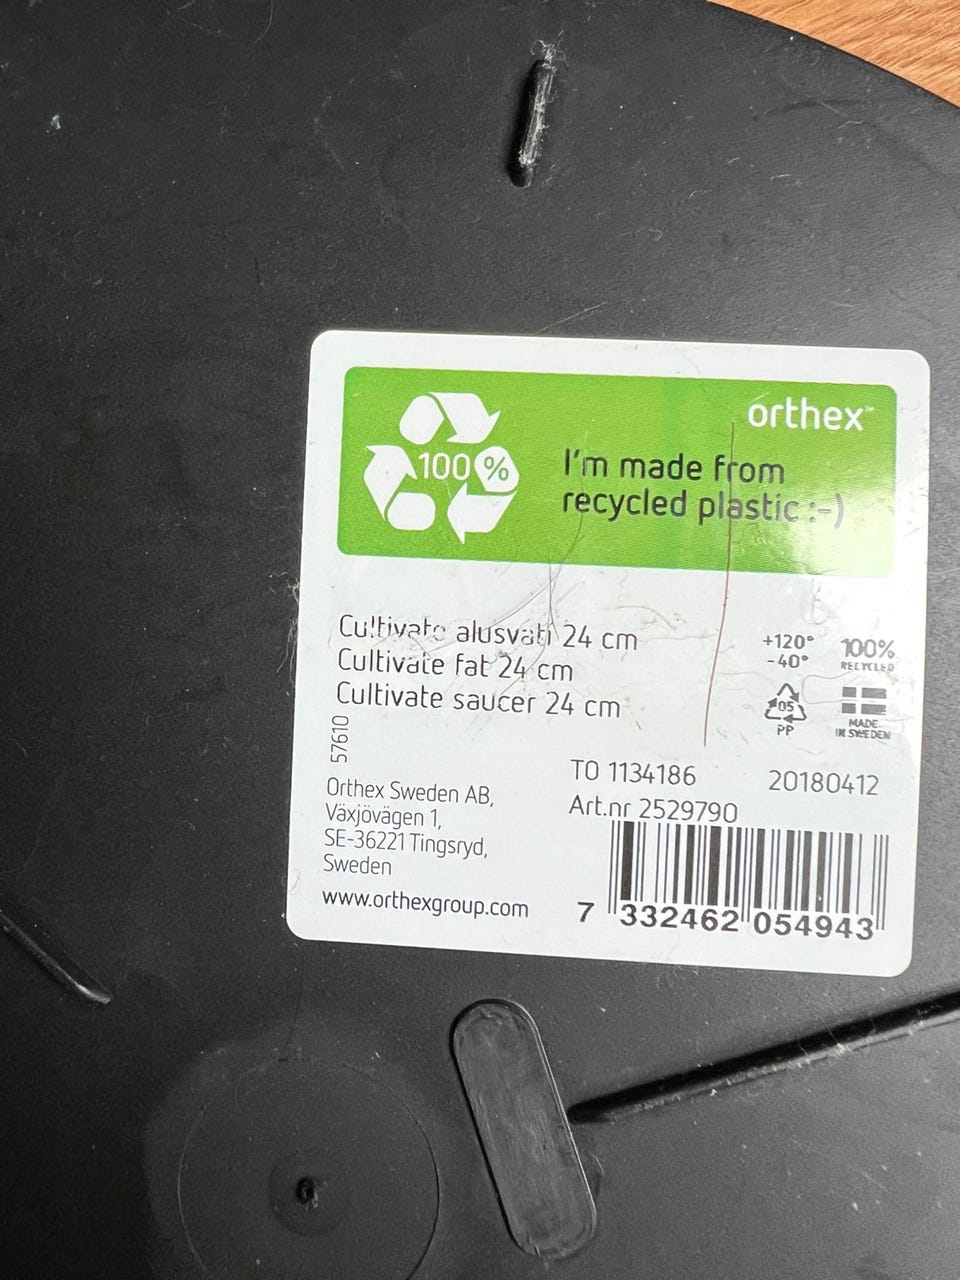 orthex™
100%
I'm made from
recycled plastic :-)
Cultivate alusvati 24 cm
Cultivate fat 24 cm
Cultivate saucer 24 cm
+120°
-40°
100%
RECYCLED
05
PP
MADE
IN SWEDEN
57610
TO 1134186
20180412
Art.nr 2529790
Orthex Sweden AB,
Växjövägen 1,
SE-36221 Tingsryd,
Sweden
www.orthexgroup.com
7 332462 054943